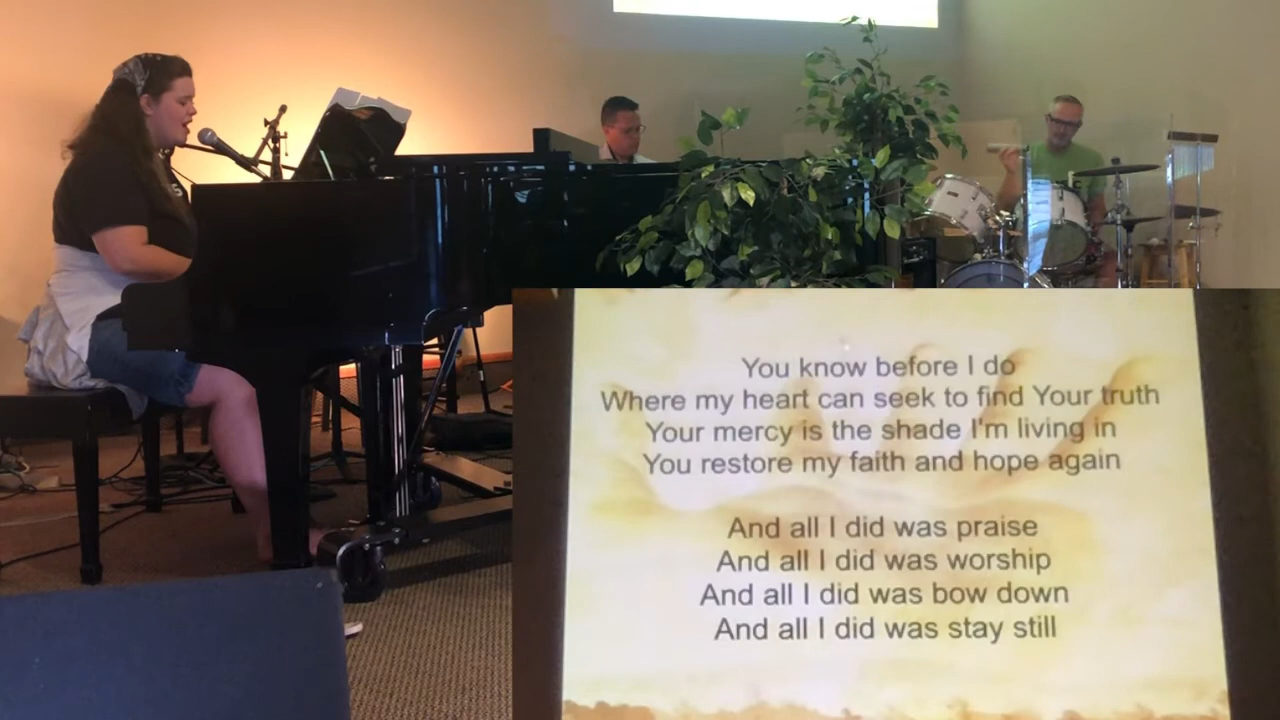 You know before I do
Where my heart can seek to find Your truth
Your mercy is the shade I'm living in
You restore my faith and hope again
And all I did was praise
And all I did was worship
And all I did was bow down
And all I did was stay still